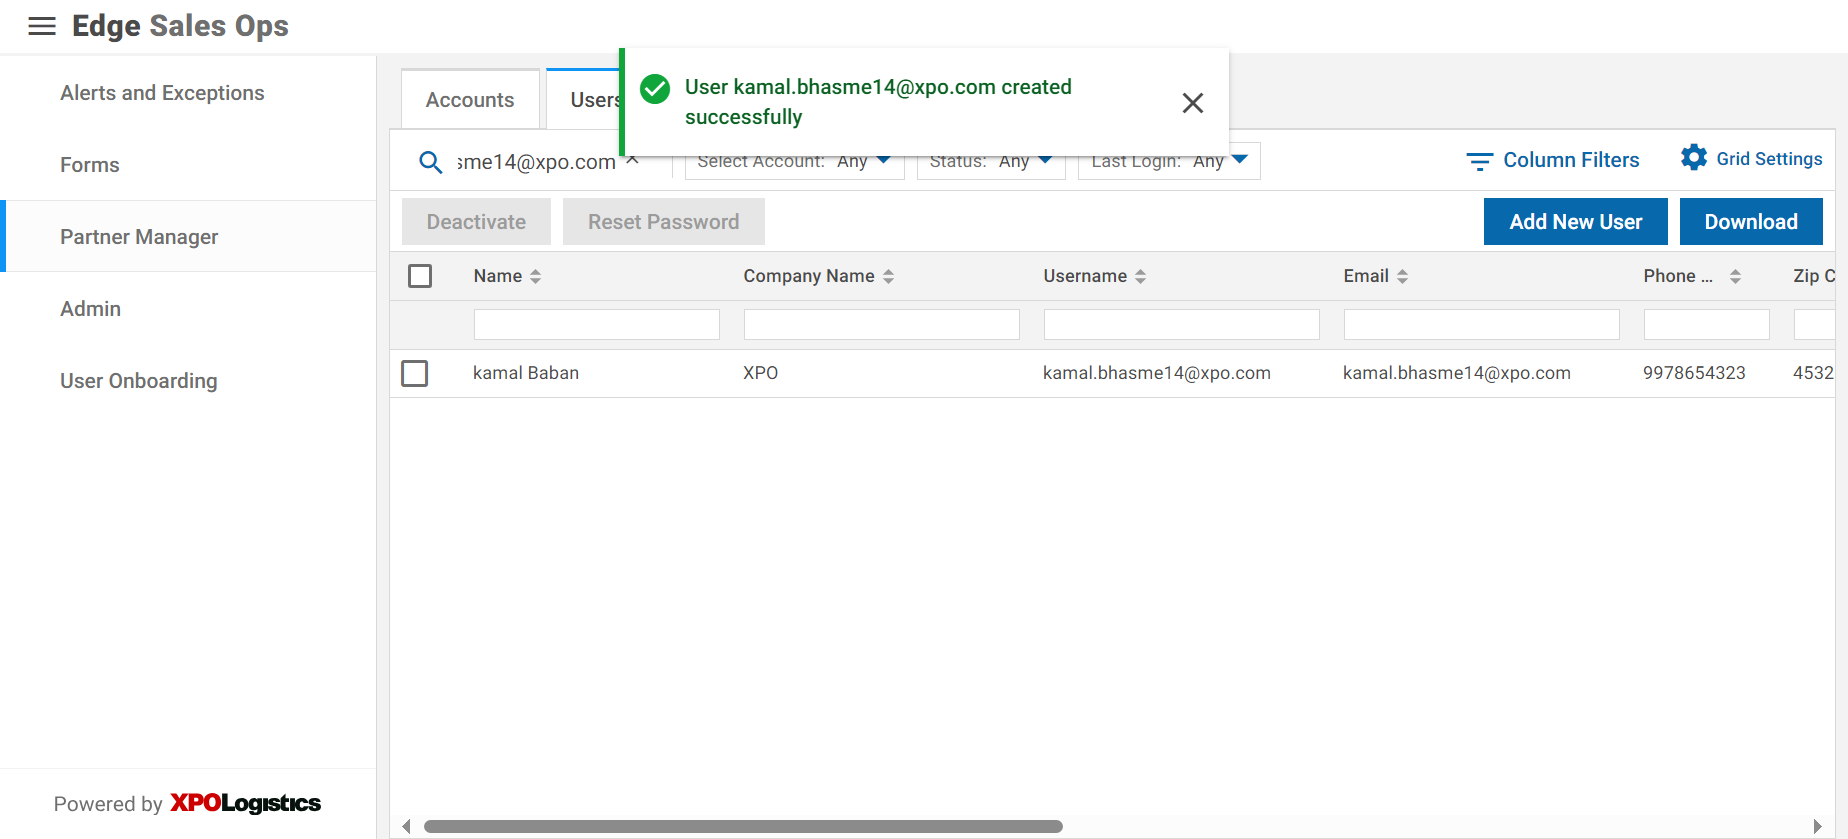 Edge Sales Ops
Alerts and Exceptions
Forms
Partner Manager
Admin
User Onboarding
Powered by XPOLogistics
Accounts
Users
User kamal.bhasme14@xpo.com created
successfully
sme14@xpo.com
Select Account: Any
Status: Any
Last Login: Any
Column Filters
Grid Settings
Deactivate
Reset Password
Add New User
Download
Name
Company Name
Username
Email
Phone ...
Zip C
kamal Baban
XPO
kamal.bhasme14@xpo.com
kamal.bhasme14@xpo.com
9978654323
4532